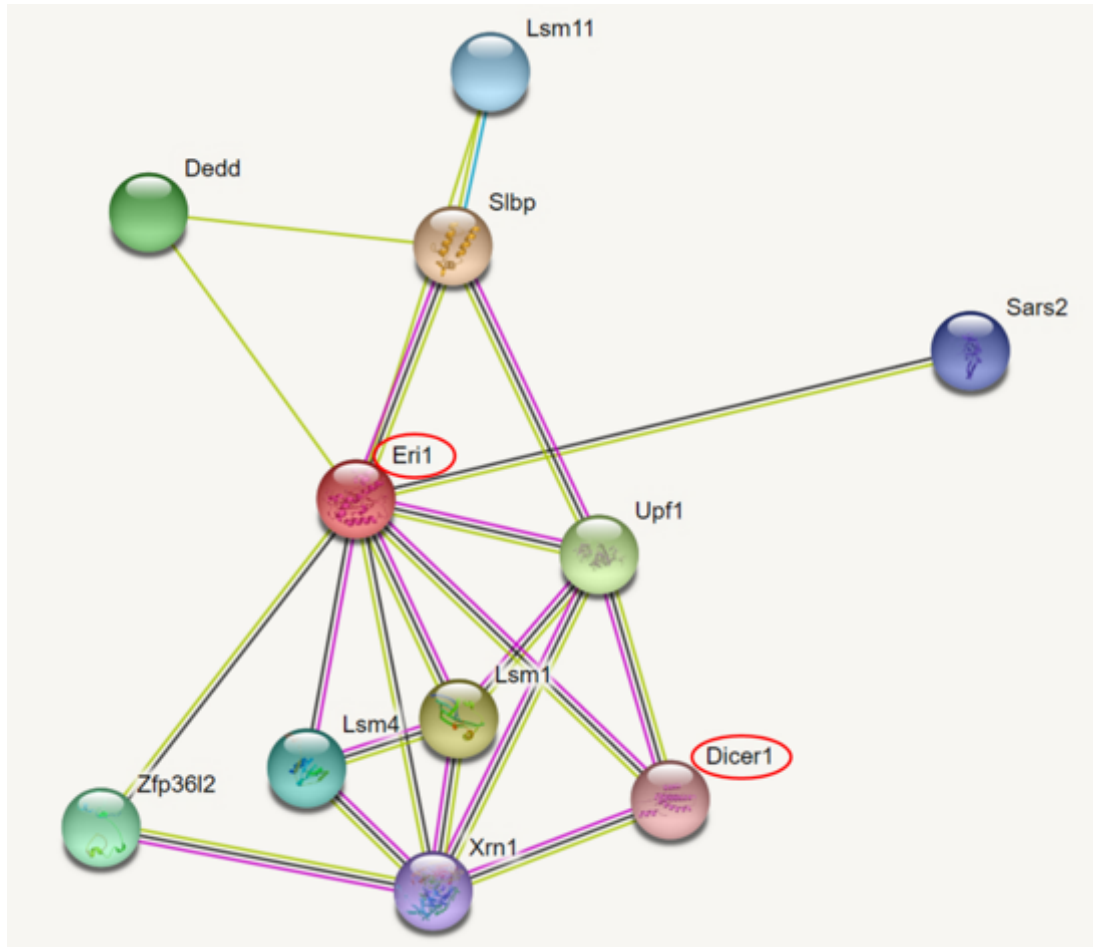 Lsm11
Dedd
Slbp
Sars2
Eri1
Upf1
Lsm1
Lsm4
Dicer1
Zfp36l2
Xrn1